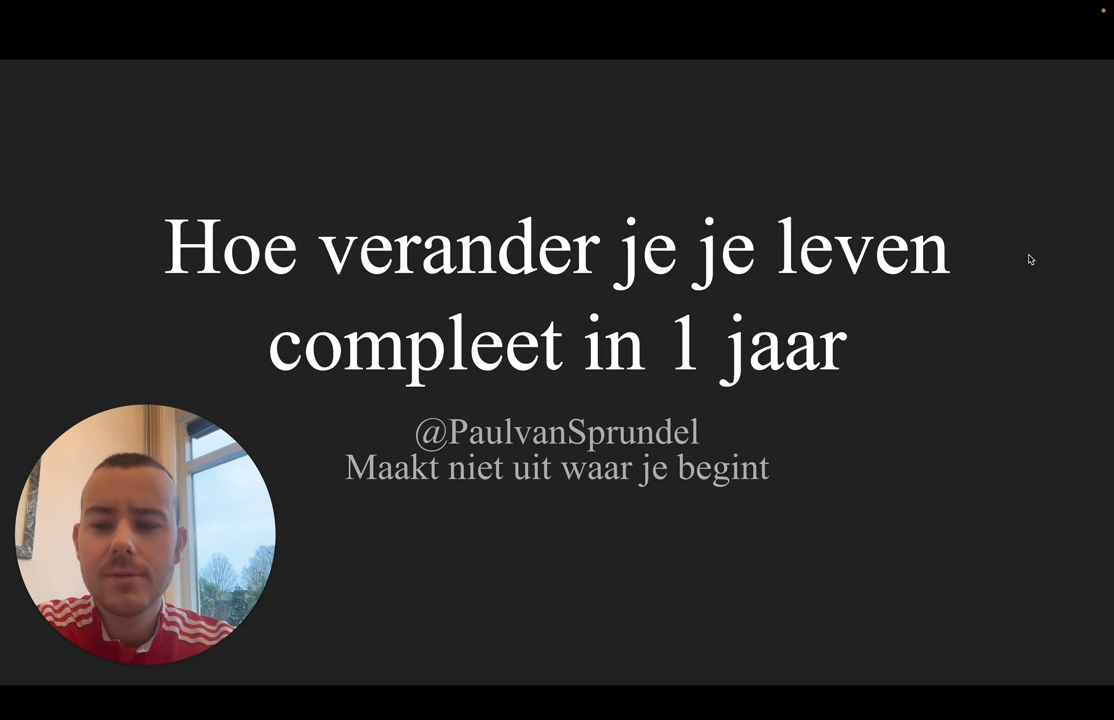 Hoe verander je je leven
compleet in 1 jaar
@PaulvanSprundel
Maakt niet uit waar je begint